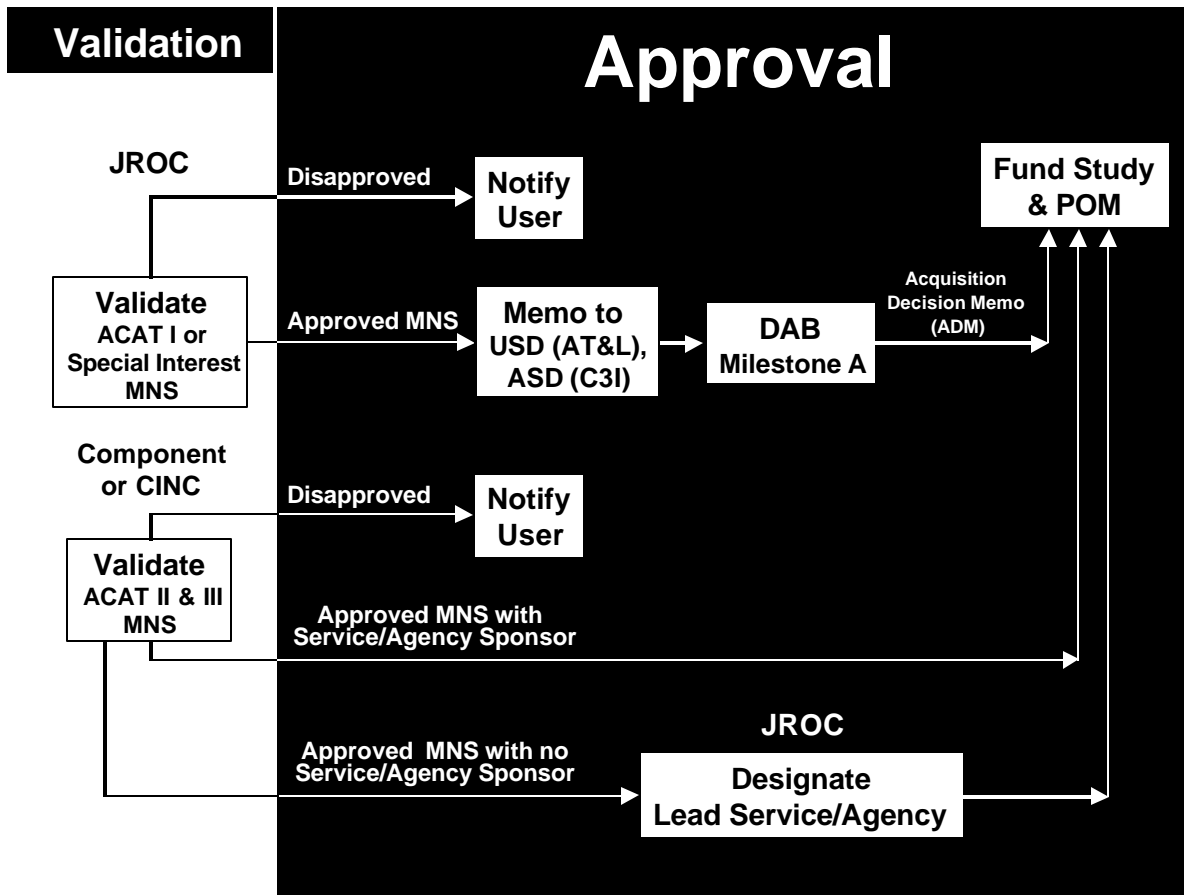 Validation
Approval
JROC
Disapproved
Notify
User
Fund Study
& POM
Validate
ACAT I or
Special Interest
MNS
Approved MNS
Memo to
USD (AT&L),
ASD (C3I)
DAB
Milestone A
Acquisition
Decision Memo
(ADM)
Component
or CINC
Disapproved
Notify
User
Validate
ACAT II & III
MNS
Approved MNS with
Service/Agency Sponsor
Approved MNS with no
Service/Agency Sponsor
JROC
Designate
Lead Service/Agency